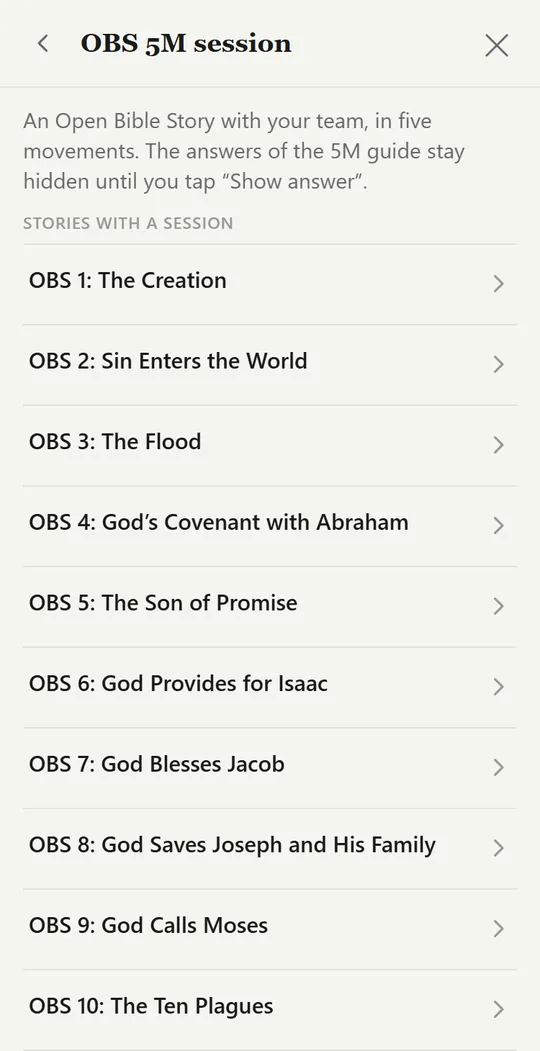 OBS 5M session
An Open Bible Story with your team, in five
movements. The answers of the 5M guide stay
hidden until you tap “Show answer”.
STORIES WITH A SESSION
OBS 1: The Creation
OBS 2: Sin Enters the World
OBS 3: The Flood
OBS 4: God’s Covenant with Abraham
OBS 5: The Son of Promise
OBS 6: God Provides for Isaac
OBS 7: God Blesses Jacob
OBS 8: God Saves Joseph and His Family
OBS 9: God Calls Moses
OBS 10: The Ten Plagues